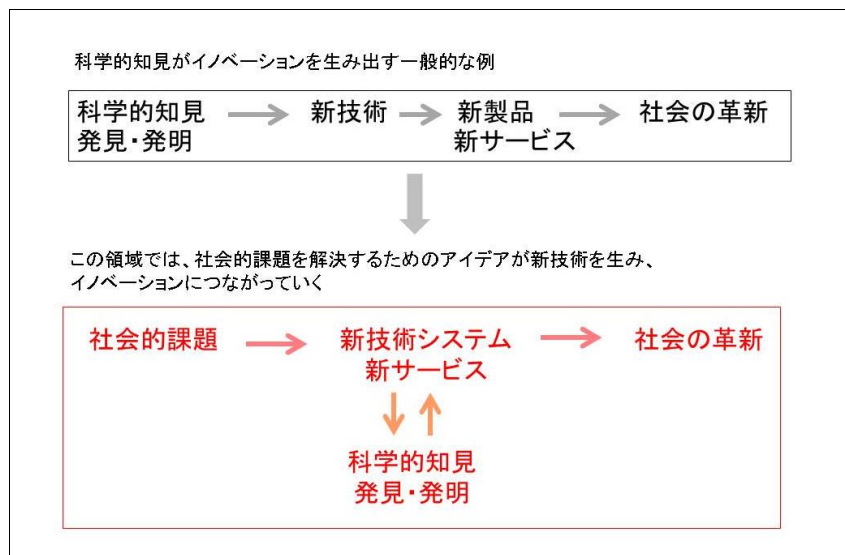 科学的知見がイノベーションを生み出す一般的な例
科学的知見
発見・発明
新技術
新製品
新サービス
社会の革新
この領域では、社会的課題を解決するためのアイデアが新技術を生み、
イノベーションにつながっていく
社会的課題
新技術システム
新サービス
社会の革新
科学的知見
発見・発明